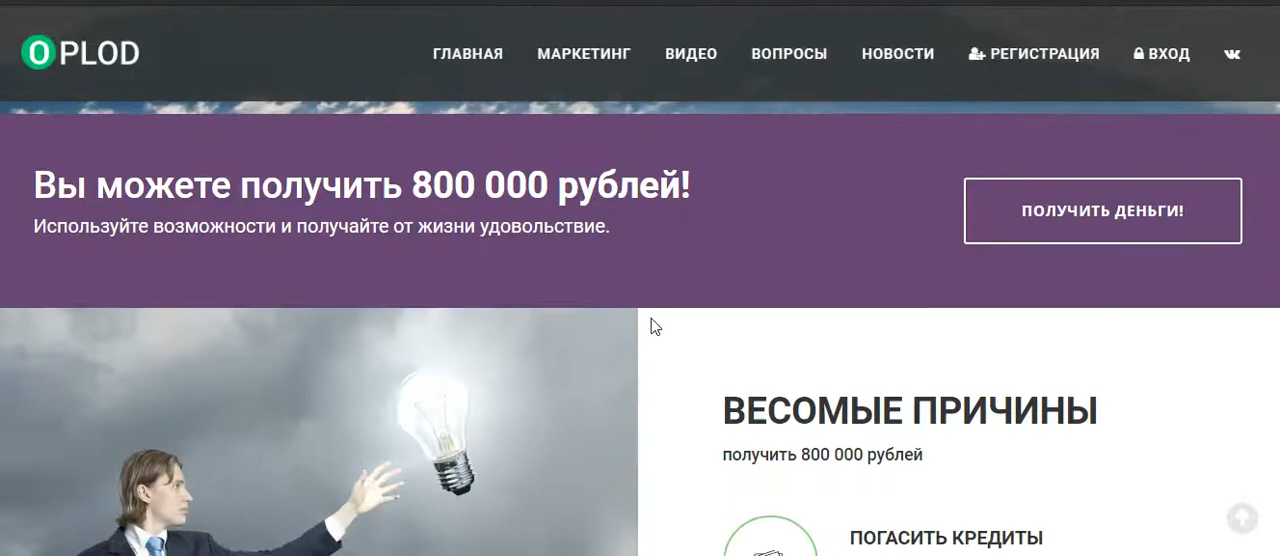 OPLOD
ГЛАВНАЯ МАРКЕТИНГ ВИДЕО ВОПРОСЫ НОВОСТИ РЕГИСТРАЦИЯ ВХОД
Вы можете получить 800 000 рублей!
Используйте возможности и получайте от жизни удовольствие.
ПОЛУЧИТЬ ДЕНЬГИ!
ВЕСОМЫЕ ПРИЧИНЫ
получить 800 000 рублей
ПОГАСИТЬ КРЕДИТЫ